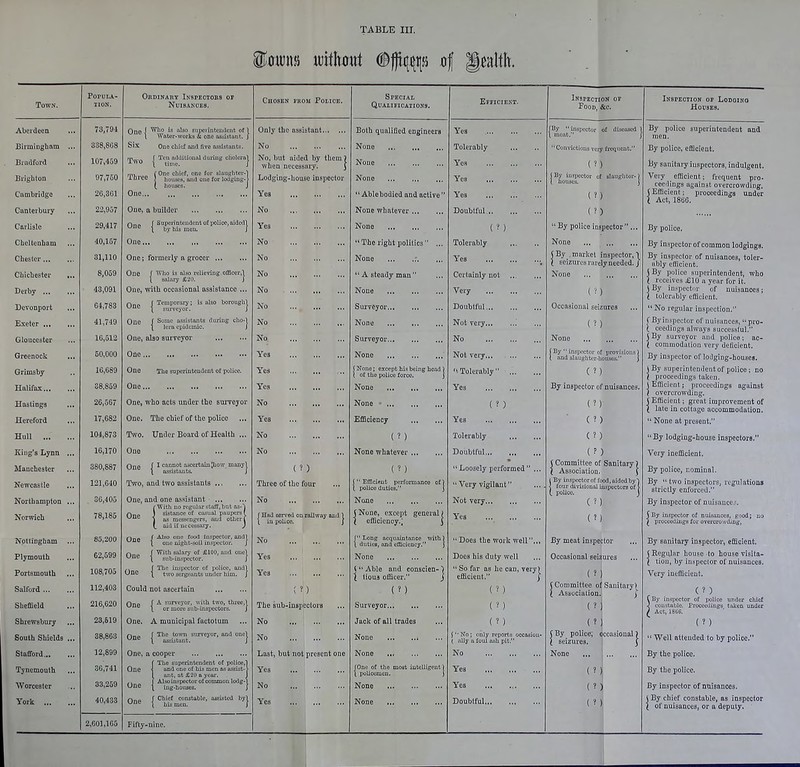 TABLE III.
Towns without Officers of Health.
Town. Population. Ordinary Inspectors of Nuisances. Chosen from Police. Special Qualifications. Efficient. Inspection of Food, &c. Inspection of Lodging Houses.
Aberdeen ... 73,794 One { Who is also superintendent of Water-works & one assistant. } Only the assistant... ... Both qualified engineers Yes ... ... ... { By "inspector of diseased meat." } By police superintendent and men.
Birmingham ... 338,868 Six One chief and five assistants. No ... ... ... ... None ... ... ... ... Tolerably ... ... "Convictions very frequent." By police, efficient.
Bradford ... 107,459 Two { Ten additional during cholera time. } No, but aided by them when necessary. } None ... ... ... ... Yes ... ... ... ( ? ) By sanitary inspectors, indulgent.
Brighton ... 97,750 Three { One chief, one for slaughter-houses, and one for lodging-houses. } Lodging-house inspector None ... ... ... ... Yes ... ... ... { By inspector of slaughter-houses. } Very efficient; frequent proceedings against overcrowding.
Cambridge ... 26,361 One... ... ... ... ... Yes ... ... ... ... "Ablebodied and active" Yes ... ... ... ( ? ) { Efficient; proceedings under Act, 1866.
Canterbury ... 22,957 One, a builder ... ... ... No ... ... ... ... None whatever ... ... Doubtful .. ... ... ( ? ) ......
Carlisle ... 29,417 One { Superintendent of police, aided by his men. } Yes ... ... ... ... None ... ... ... ... ( ? ) "By police inspector"... By police.
Cheltenham ... 40,157 One... ... ... ... ... No ... ... ... ... "The right polities" ... Tolerably ... ... None ... ... ... ... By inspector of common lodgings.
Chester ... ... 31,110 One; formerly a grocer ... ... No ... ... ... ... None ... ... ... ... Yes ... ... ... { By market inspector, seizures rarely needed. } By inspector of nuisances, tolerably efficient.
Chichester ... 8,059 One { Who is also relieving officer, salary £20. } No ... ... ... ... "A steady man" ... Certainly not ... ... None ... ... ... ... { By police superintendent, who receives £10 a year for it.
Derby ... ... 43,091 One, with occasional assistance ... No ... ... ... ... None ... ... ... ... Very ... ... ... ( ? ) { By inspector of nuisances; tolerably efficient.
Devonport ... 64,783 One { Temporary; is also borough surveyor. } No ... ... ... ... Surveyor... ... ... Doubtful... ... ... Occasional seizures ... "No regular inspection."
Exeter ... ... 41,749 One { Some assistants during cholera epidemic. } No ... ... ... ... None ... ... ... ... Not very... ... ... ( ? ) { By inspector of nuisances, "proceedings always successful."
Gloucester ... 16,512 One, also surveyor ... ... No ... ... ... ... Surveyor... ... ... No ... ... ... None ... ... ... ... { By surveyor and police; accommodation very deficient.
Greenock ... 50,000 One... ... ... ... ... Yes ... ... ... ... None ... ... ... ... Not very... ... ... { By "inspector of provisions and slaughter-houses." } By inspector of lodging-houses.
Grimsby ... 16,689 One The superintendent of police. Yes ... ... ... ... { None; except his being head of the police force. } "Tolerably" ... ... ( ? ) { By superintendent of police; no proceedings taken.
Halifax... ... 38,859 One... ... ... ... ... Yes ... ... ... ... None ... ... ... ... Yes ... ... ... By inspector of nuisances. { Efficient; proceedings against overcrowding.
Hastings ... 26,567 One, who acts under the surveyor No ... ... ... ... None ... ... ... ... ( ? ) ( ? ) { Efficient; great improvement of late in cottage accommodation.
Hereford ... 17,682 One. The chief of the police ... Yes ... ... ... ... Efficiency ... ... Yes ... ... ... ( ? ) "None at present."
Hull ... ... 104,873 Two. Under Board of Health ... No ... ... ... ... ( ? ) Tolerably ... ... ( ? ) "By lodging-house inspectors."
King's Lynn ... 16,170 One ... ... ... ... No ... ... ... ... None whatever ... ... Doubtful... ... ... ( ? ) Very inefficient.
Manchester ... 380,887 One { I cannot ascertain [how many] assistants. } ( ? ) ( ? ) "Loosely performed" ... { Committee of Sanitary Association. } By police, nominal.
Newcastle ... 121,640 Two, and two assistants ... ... Three of the four ... { "Efficient performance of police duties." } "Very vigilant" ... { By inspector of food, aided by four divisional inspectors of police. } By "two inspectors, regulations strictly enforced."
Northampton ... 36,405 One, and one assistant ... ... No ... ... ... ... None ... ... ... ... Not very... ... ... ( ? ) By inspector of nuisances.
Norwich ... 78,185 One { With no regular staff, but assistance of casual paupers as messengers, and other aid if necessary. } { Had served on railway and in police. } { None, except general efficiency. } Yes ... ... ... ( ? ) { By inspector of nuisances, good; no proceedings for overcrowding.
Nottingham ... 85,200 One { Also one food inspector, and one night-soil inspector. } No ... ... ... ... { "Long acquaintance with duties, and efficiency." } "Does the work well"... By meat inspector ... By sanitary inspector, efficient.
Plymouth ... 62,599 One { With salary of £100, and one sub-inspector. } Yes ... ... ... ... None ... ... ... ... Does his duty well ... Occasional seizures ... { Regular house to house visitation, by inspector of nuisances.
Portsmouth ... 108,705 One { The inspector of police, and two sergeants under him. } Yes ... ... ... ... { "Able and conscientious officer." } "So far as he can, very efficient." } ( ? ) Very inefficient.
Salford ... ... 112,403 Could not ascertain ... ... ( ? ) ( ? ) ( ? ) { Committee of Sanitary Association. } ( ? )
Sheffield ... 216,620 One { A surveyor, with two, three, or more sub-inspectors. } The sub-inspectors ... Surveyor... ... ... ( ? ) ( ? ) { By inspector of police under chief constable. Proceedings taken under Act, 1866.
Shrewsbury ... 23,519 One. A municipal factotum ... No ... ... ... ... Jack of all trades ... ( ? ) ( ? ) ( ? )
South Shields ... 38,863 One { The town surveyor, and one assistant. } No ... ... ... ... None ... ... ... ... { "No; only reports occasionally a foul ash pit." } { By police; occasional seizures. } "Well attended to by police."
Stafford ... ... 12,899 One, a cooper ... ... ... Last, but not present one None ... ... ... ... No ... ... ... None ... ... ... ... By the police.
Tynemouth ... 36,741 One { The superintendent of police, and one of his men as assistant, at £20 a year. } Yes ... ... ... ... { One of the most intelligent policemen. } Yes ... ... ... ( ? ) By the police.
Worcester ... 33,259 One { Also inspector of common lodging-houses. } No ... ... ... ... None ... ... ... ... Yes ... ... ... ( ? ) By inspector of nuisances.
York ... ... 40,433 One { Chief constable, assisted by his men. } Yes ... ... ... ... None ... ... ... ... Doubtful... ... ... ( ? ) { By chief constable, as inspector of nuisances, or a deputy.
2,601,165 Fifty-nine.